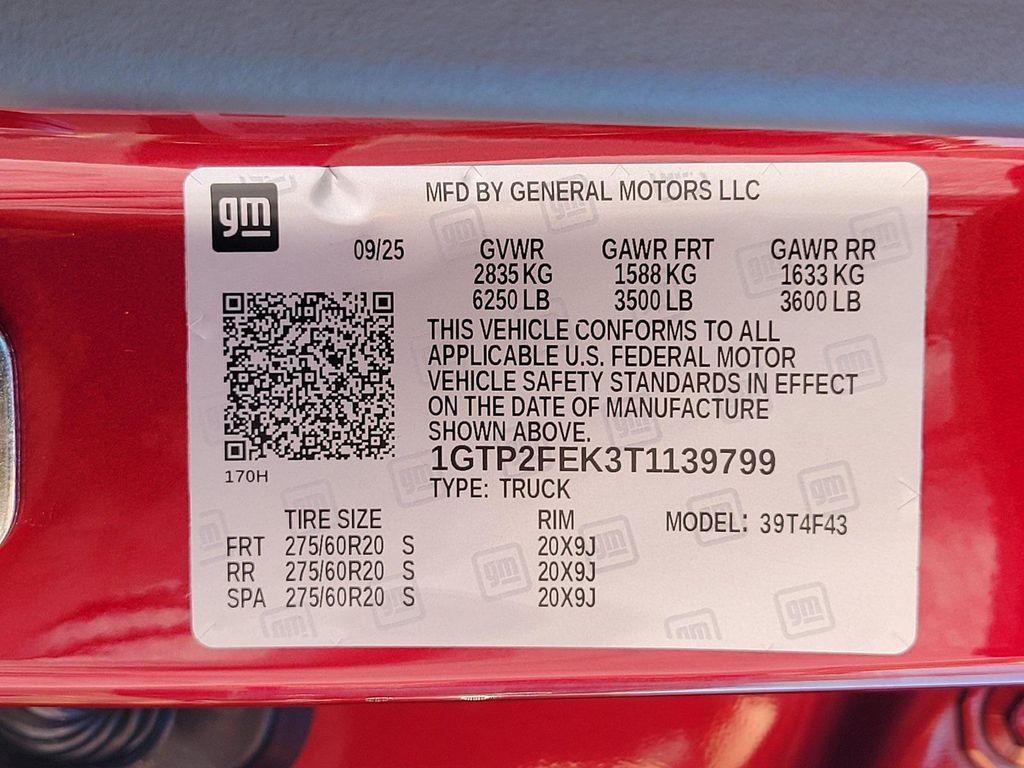 gm
MFD BY GENERAL MOTORS LLC
09/25 GVWR GAWR FRT GAWR RR
2835 KG 1588 KG 1633 KG
6250 LB 3500 LB 3600 LB
THIS VEHICLE CONFORMS TO ALL
APPLICABLE U.S. FEDERAL MOTOR
VEHICLE SAFETY STANDARDS IN EFFECT
ON THE DATE OF MANUFACTURE
SHOWN ABOVE.
1GTP2FEK3T1139799
170H
TYPE: TRUCK
TIRE SIZE RIM MODEL: 39T4F43
FRT 275/60R20 S 20X9J
RR 275/60R20 S 20X9J
SPA 275/60R20 S 20X9J